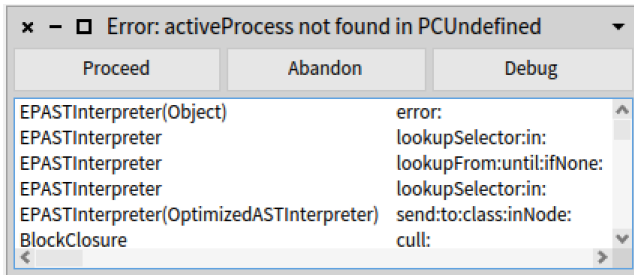 Error: activeProcess not found in PCUndefined
Proceed Abandon Debug
EPASTInterpreter(Object) error:
EPASTInterpreter lookupSelector:in:
EPASTInterpreter lookupFrom:until:ifNone:
EPASTInterpreter lookupSelector:in:
EPASTInterpreter(OptimizedASTInterpreter) send:to:class:inNode:
BlockClosure cull: